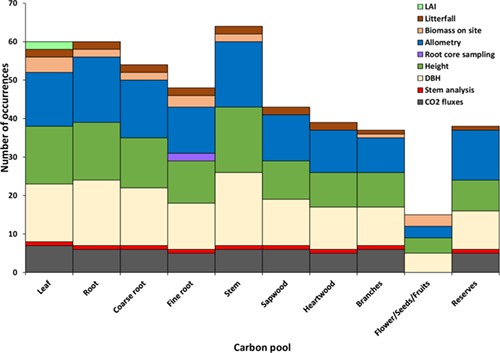 70
60
50
40
30
20
10
0
Number of occurrences
LAI
Litterfall
Biomass on site
Allometry
Root core sampling
Height
DBH
Stem analysis
CO2 fluxes
Leaf
Root
Coarse root
Fine root
Stem
Sapwood
Heartwood
Branches
Flower/Seeds/Fruits
Reserves
Carbon pool